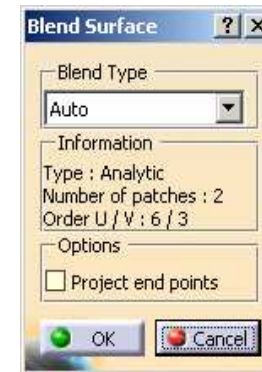 Blend Surface ? ×
Blend Type
Auto
Information
Type : Analytic
Number of patches : 2
Order U / V : 6 / 3
Options
Project end points
OK Cancel